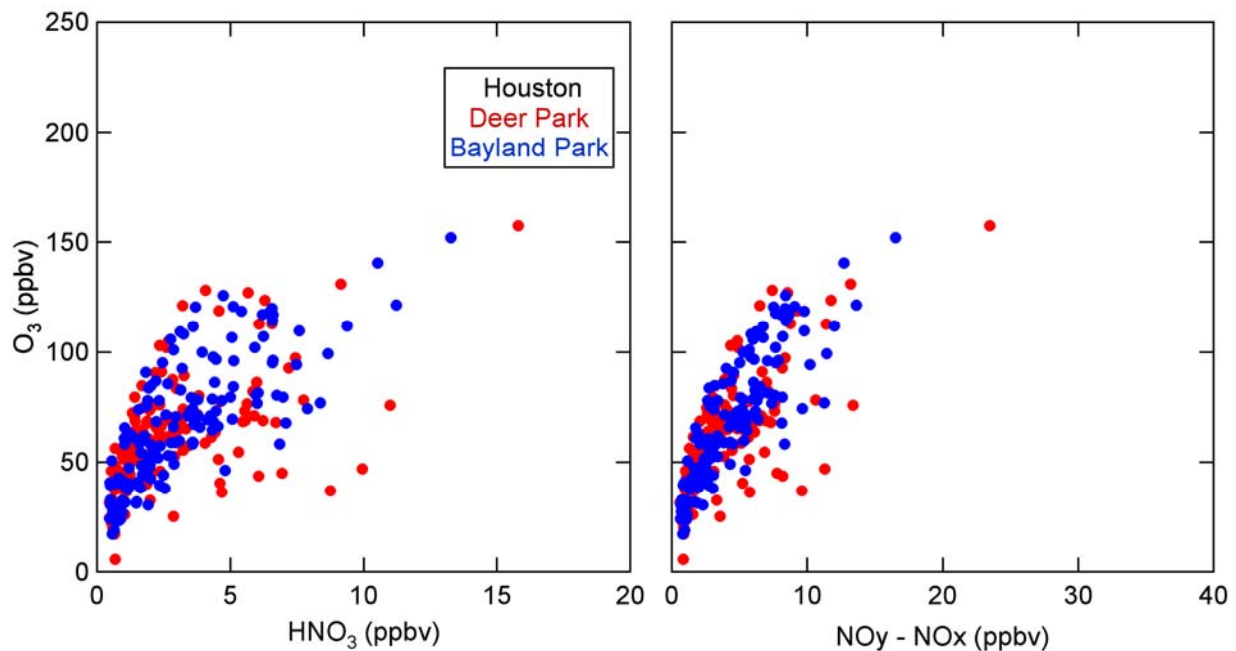 250
200
150
100
50
0
O₃ (ppbv)
Houston
Deer Park
Bayland Park
0 5 10 15 20
HNO₃ (ppbv)
0 10 20 30 40
NOy - NOx (ppbv)